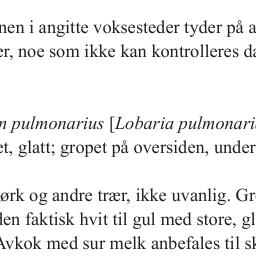 nen i angitte voksesteder tyder på a
er, noe som ikke kan kontrolleres da
n pulmonarius [Lobaria pulmonari
et, glatt; gropet på oversiden, under
ørk og andre trær, ikke uvanlig. Gr
den faktisk hvit til gul med store, gl
Avkok med sur melk anbefales til sk